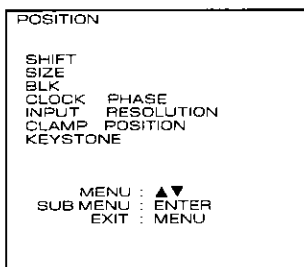 POSITION
SHIFT
SIZE
BLK
CLOCK PHASE
INPUT RESOLUTION
CLAMP POSITION
KEYSTONE
MENU : ▲▼
SUB MENU : ENTER
EXIT : MENU